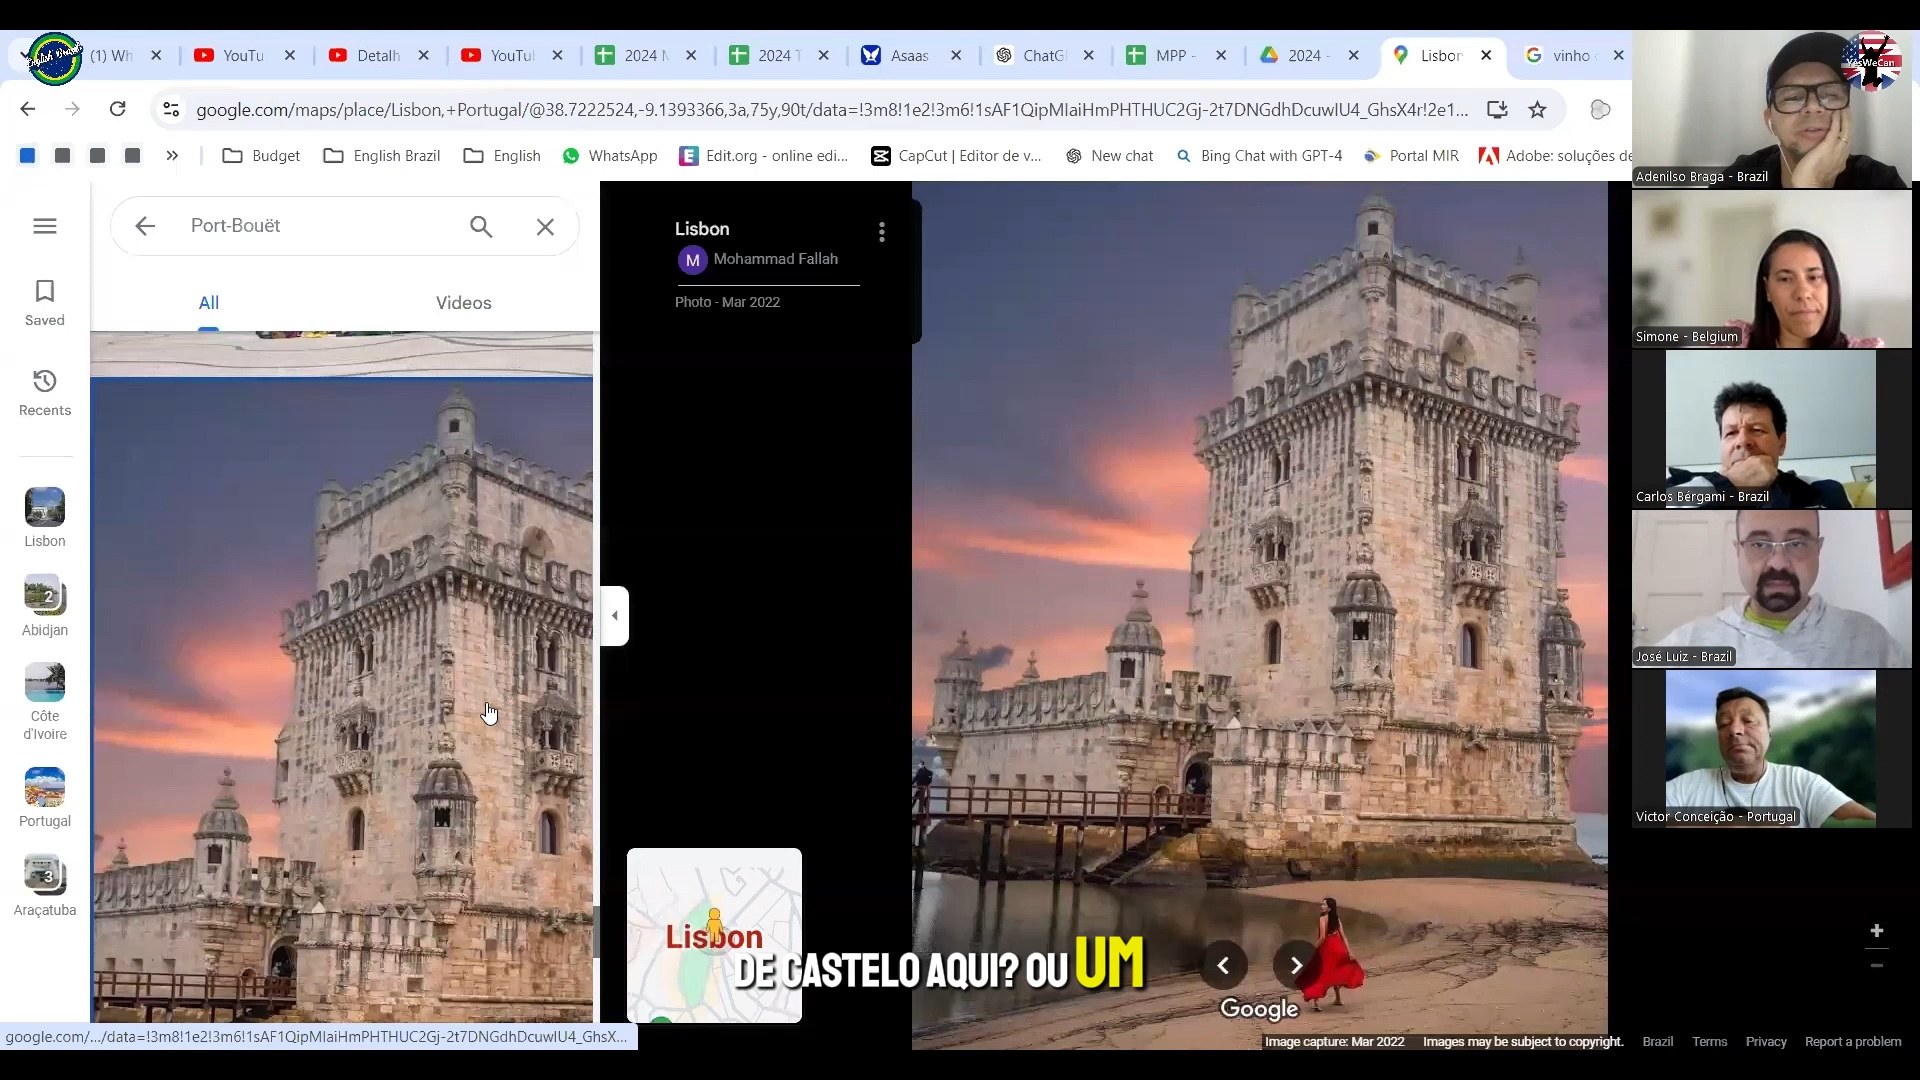 English Brazil
(1) Wh
YouTu
Detalh
YouTu
2024 M
2024 T
Asaas
ChatG
MPP -
2024 -
Lisbon
vinho
YesWeCan
google.com/maps/place/Lisbon,+Portugal/@38.7222524,-9.1393366,3a,75y,90t/data=!3m8!1e2!3m6!1sAF1QipMIaiHmPHTHUC2Gj-2t7DNGdhDcuwIU4_GhsX4r!2e1...
Budget
English Brazil
English
WhatsApp
Edit.org - online edi...
CapCut | Editor de v...
New chat
Bing Chat with GPT-4
Portal MIR
Adobe: soluções de
Adenilso Braga - Brazil
Port-Bouët
All
Videos
Saved
Recents
Lisbon
2
Abidjan
Côte
d'Ivoire
Portugal
3
Araçatuba
Lisbon
M
Mohammad Fallah
Photo - Mar 2022
Simone - Belgium
Carlos Bérgami - Brazil
José Luiz - Brazil
Victor Conceição - Portugal
Lisbon
DE CASTELO AQUI? OU UM
Google
google.com/.../data=!3m8!1e2!3m6!1sAF1QipMIaiHmPHTHUC2Gj-2t7DNGdhDcuwIU4_GhsX...
Image capture: Mar 2022
Images may be subject to copyright.
Brazil
Terms
Privacy
Report a problem